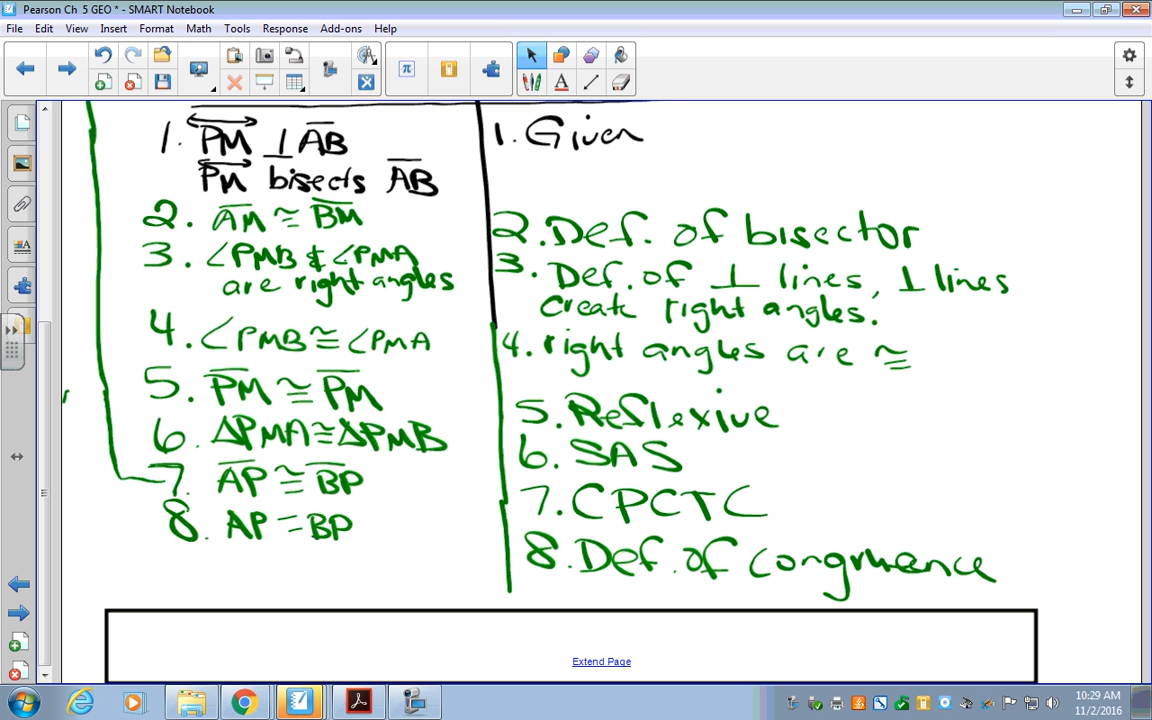 Pearson Ch 5 GEO * - SMART Notebook
File Edit View Insert Format Math Tools Response Add-ons Help
1. PM ⊥ AB
PM bisects AB
1. Given
2. AM ≅ BM
2. Def. of bisector
3. ∠PMB & ∠PMA
are right angles
3. Def. of ⊥ lines, ⊥ lines
create right angles.
4. ∠PMB ≅ ∠PMA
4. right angles are ≅
5. PM ≅ PM
5. Reflexive
6. ΔPMA ≅ ΔPMB
6. SAS
7. AP ≅ BP
7. CPCTC
8. AP = BP
8. Def. of congruence
Extend Page
10:29 AM
11/2/2016